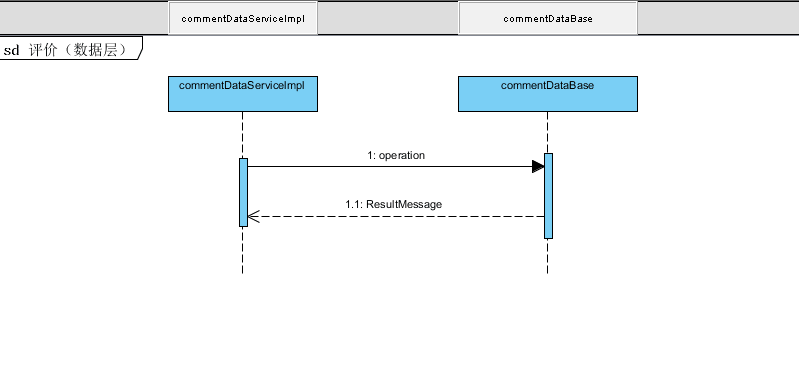 commentDataServiceImpl
commentDataBase
sd 评价（数据层）
commentDataServiceImpl
commentDataBase
1: operation
1.1: ResultMessage